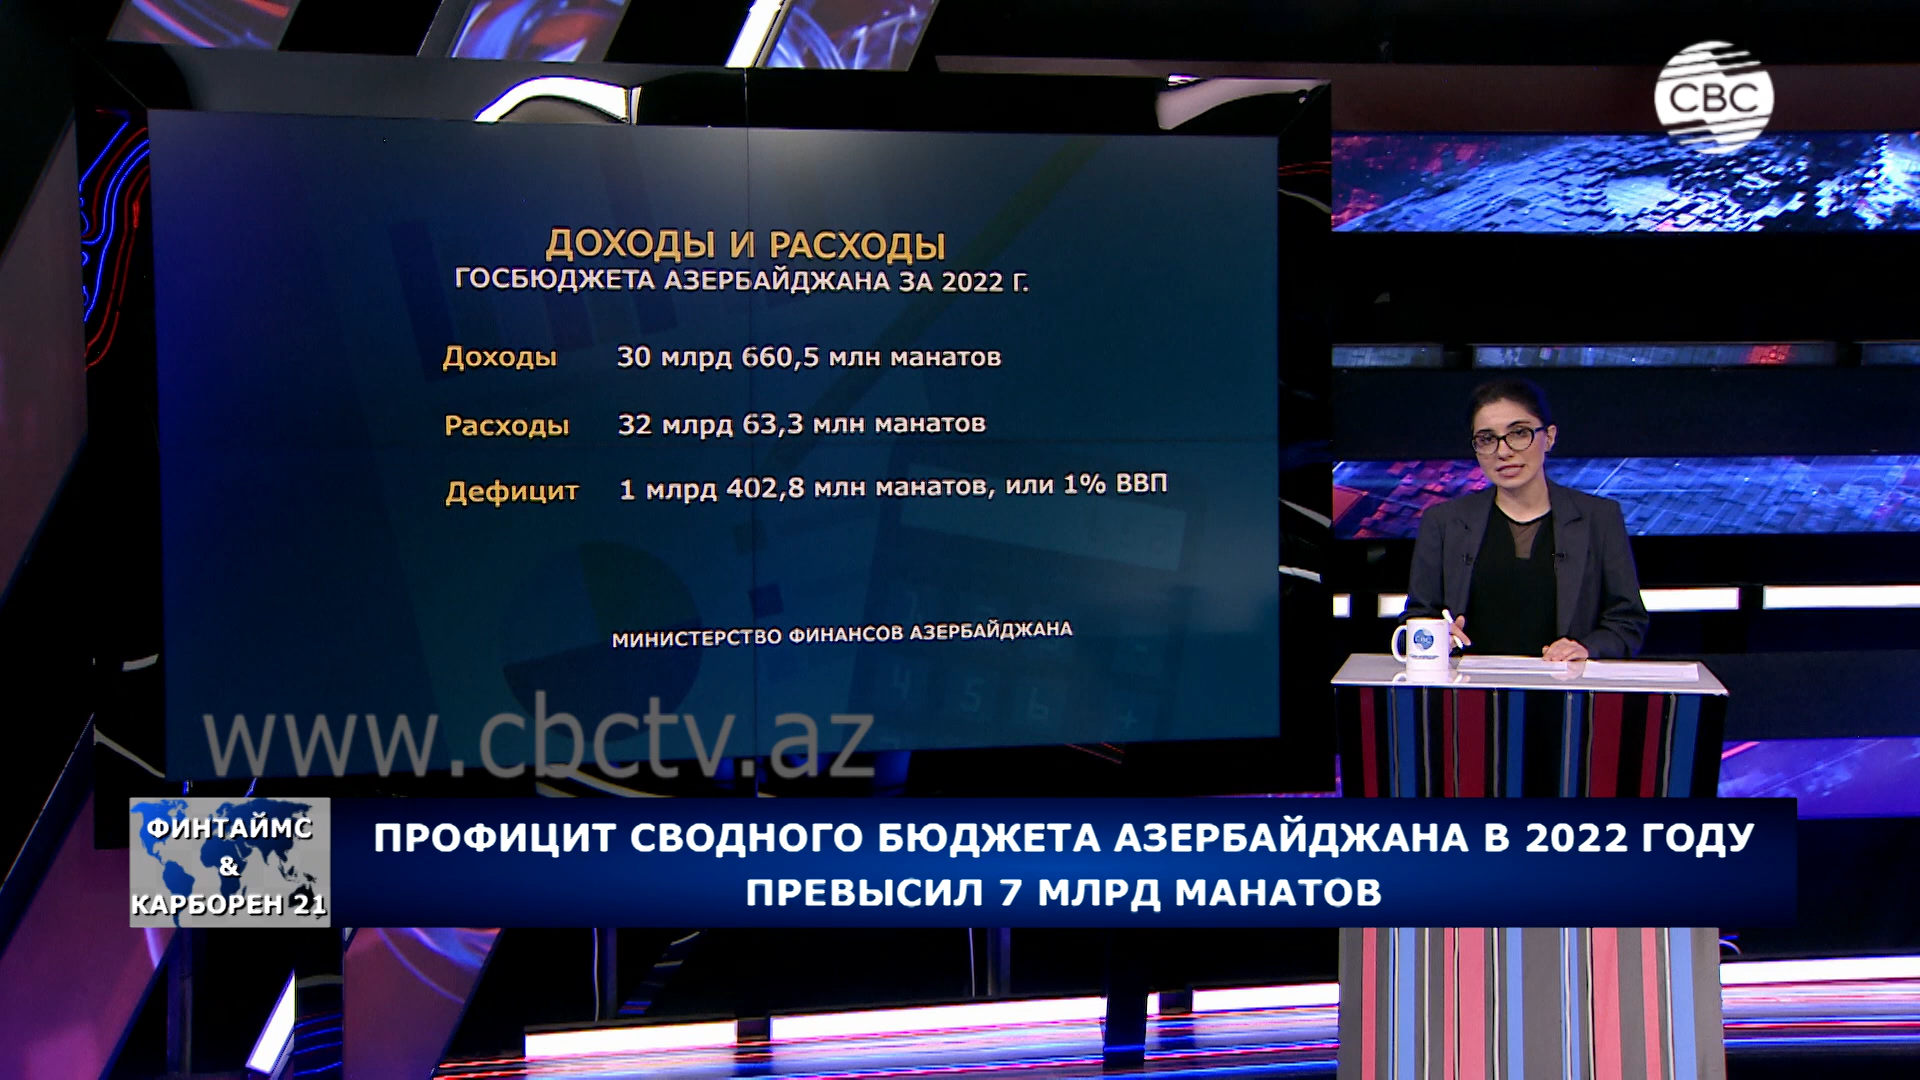 CBC
ДОХОДЫ И РАСХОДЫ
ГОСБЮДЖЕТА АЗЕРБАЙДЖАНА ЗА 2022 Г.
Доходы 30 млрд 660,5 млн манатов
Расходы 32 млрд 63,3 млн манатов
Дефицит 1 млрд 402,8 млн манатов, или 1% ВВП
МИНИСТЕРСТВО ФИНАНСОВ АЗЕРБАЙДЖАНА
CBC
www.cbctv.az
ФИНТАЙМС
&
КАРБОРЕН 21
ПРОФИЦИТ СВОДНОГО БЮДЖЕТА АЗЕРБАЙДЖАНА В 2022 ГОДУ
ПРЕВЫСИЛ 7 МЛРД МАНАТОВ